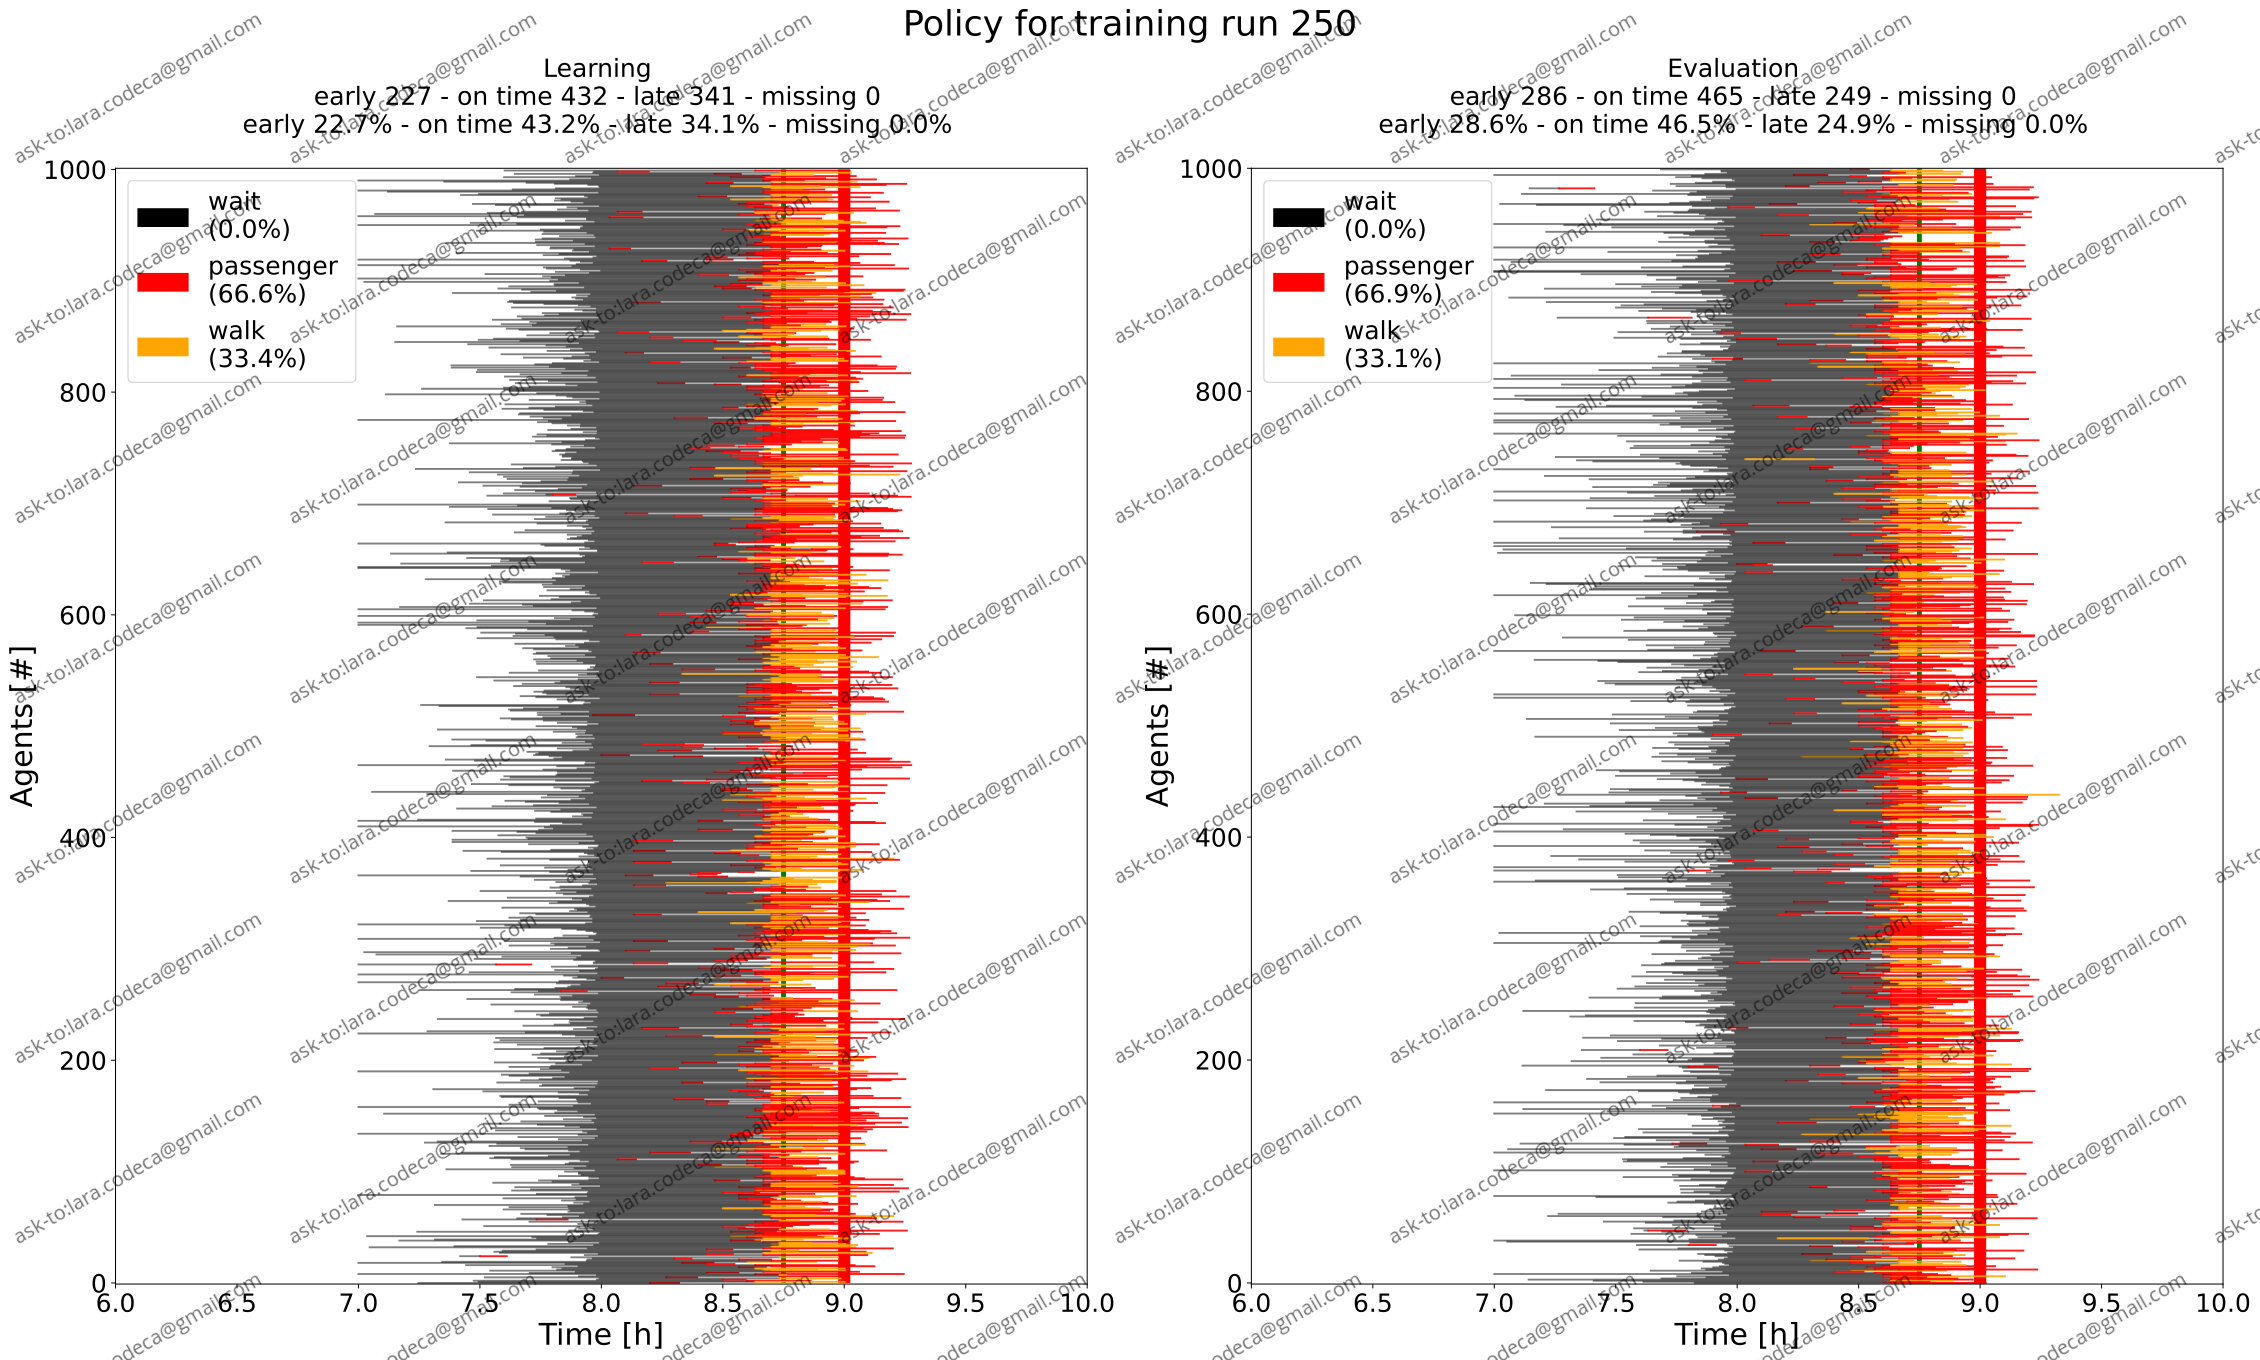 Policy for training run 250
Learning
early 227 - on time 432 - late 341 - missing 0
early 22.7% - on time 43.2% - late 34.1% - missing 0.0%
wait
(0.0%)
passenger
(66.6%)
walk
(33.4%)
Agents [#]
1000
800
600
400
200
0
6.0 6.5 7.0 7.5 8.0 8.5 9.0 9.5 10.0
Time [h]
Evaluation
early 286 - on time 465 - late 249 - missing 0
early 28.6% - on time 46.5% - late 24.9% - missing 0.0%
wait
(0.0%)
passenger
(66.9%)
walk
(33.1%)
Agents [#]
1000
800
600
400
200
0
6.0 6.5 7.0 7.5 8.0 8.5 9.0 9.5 10.0
Time [h]
ask-to:lara.codeca@gmail.com